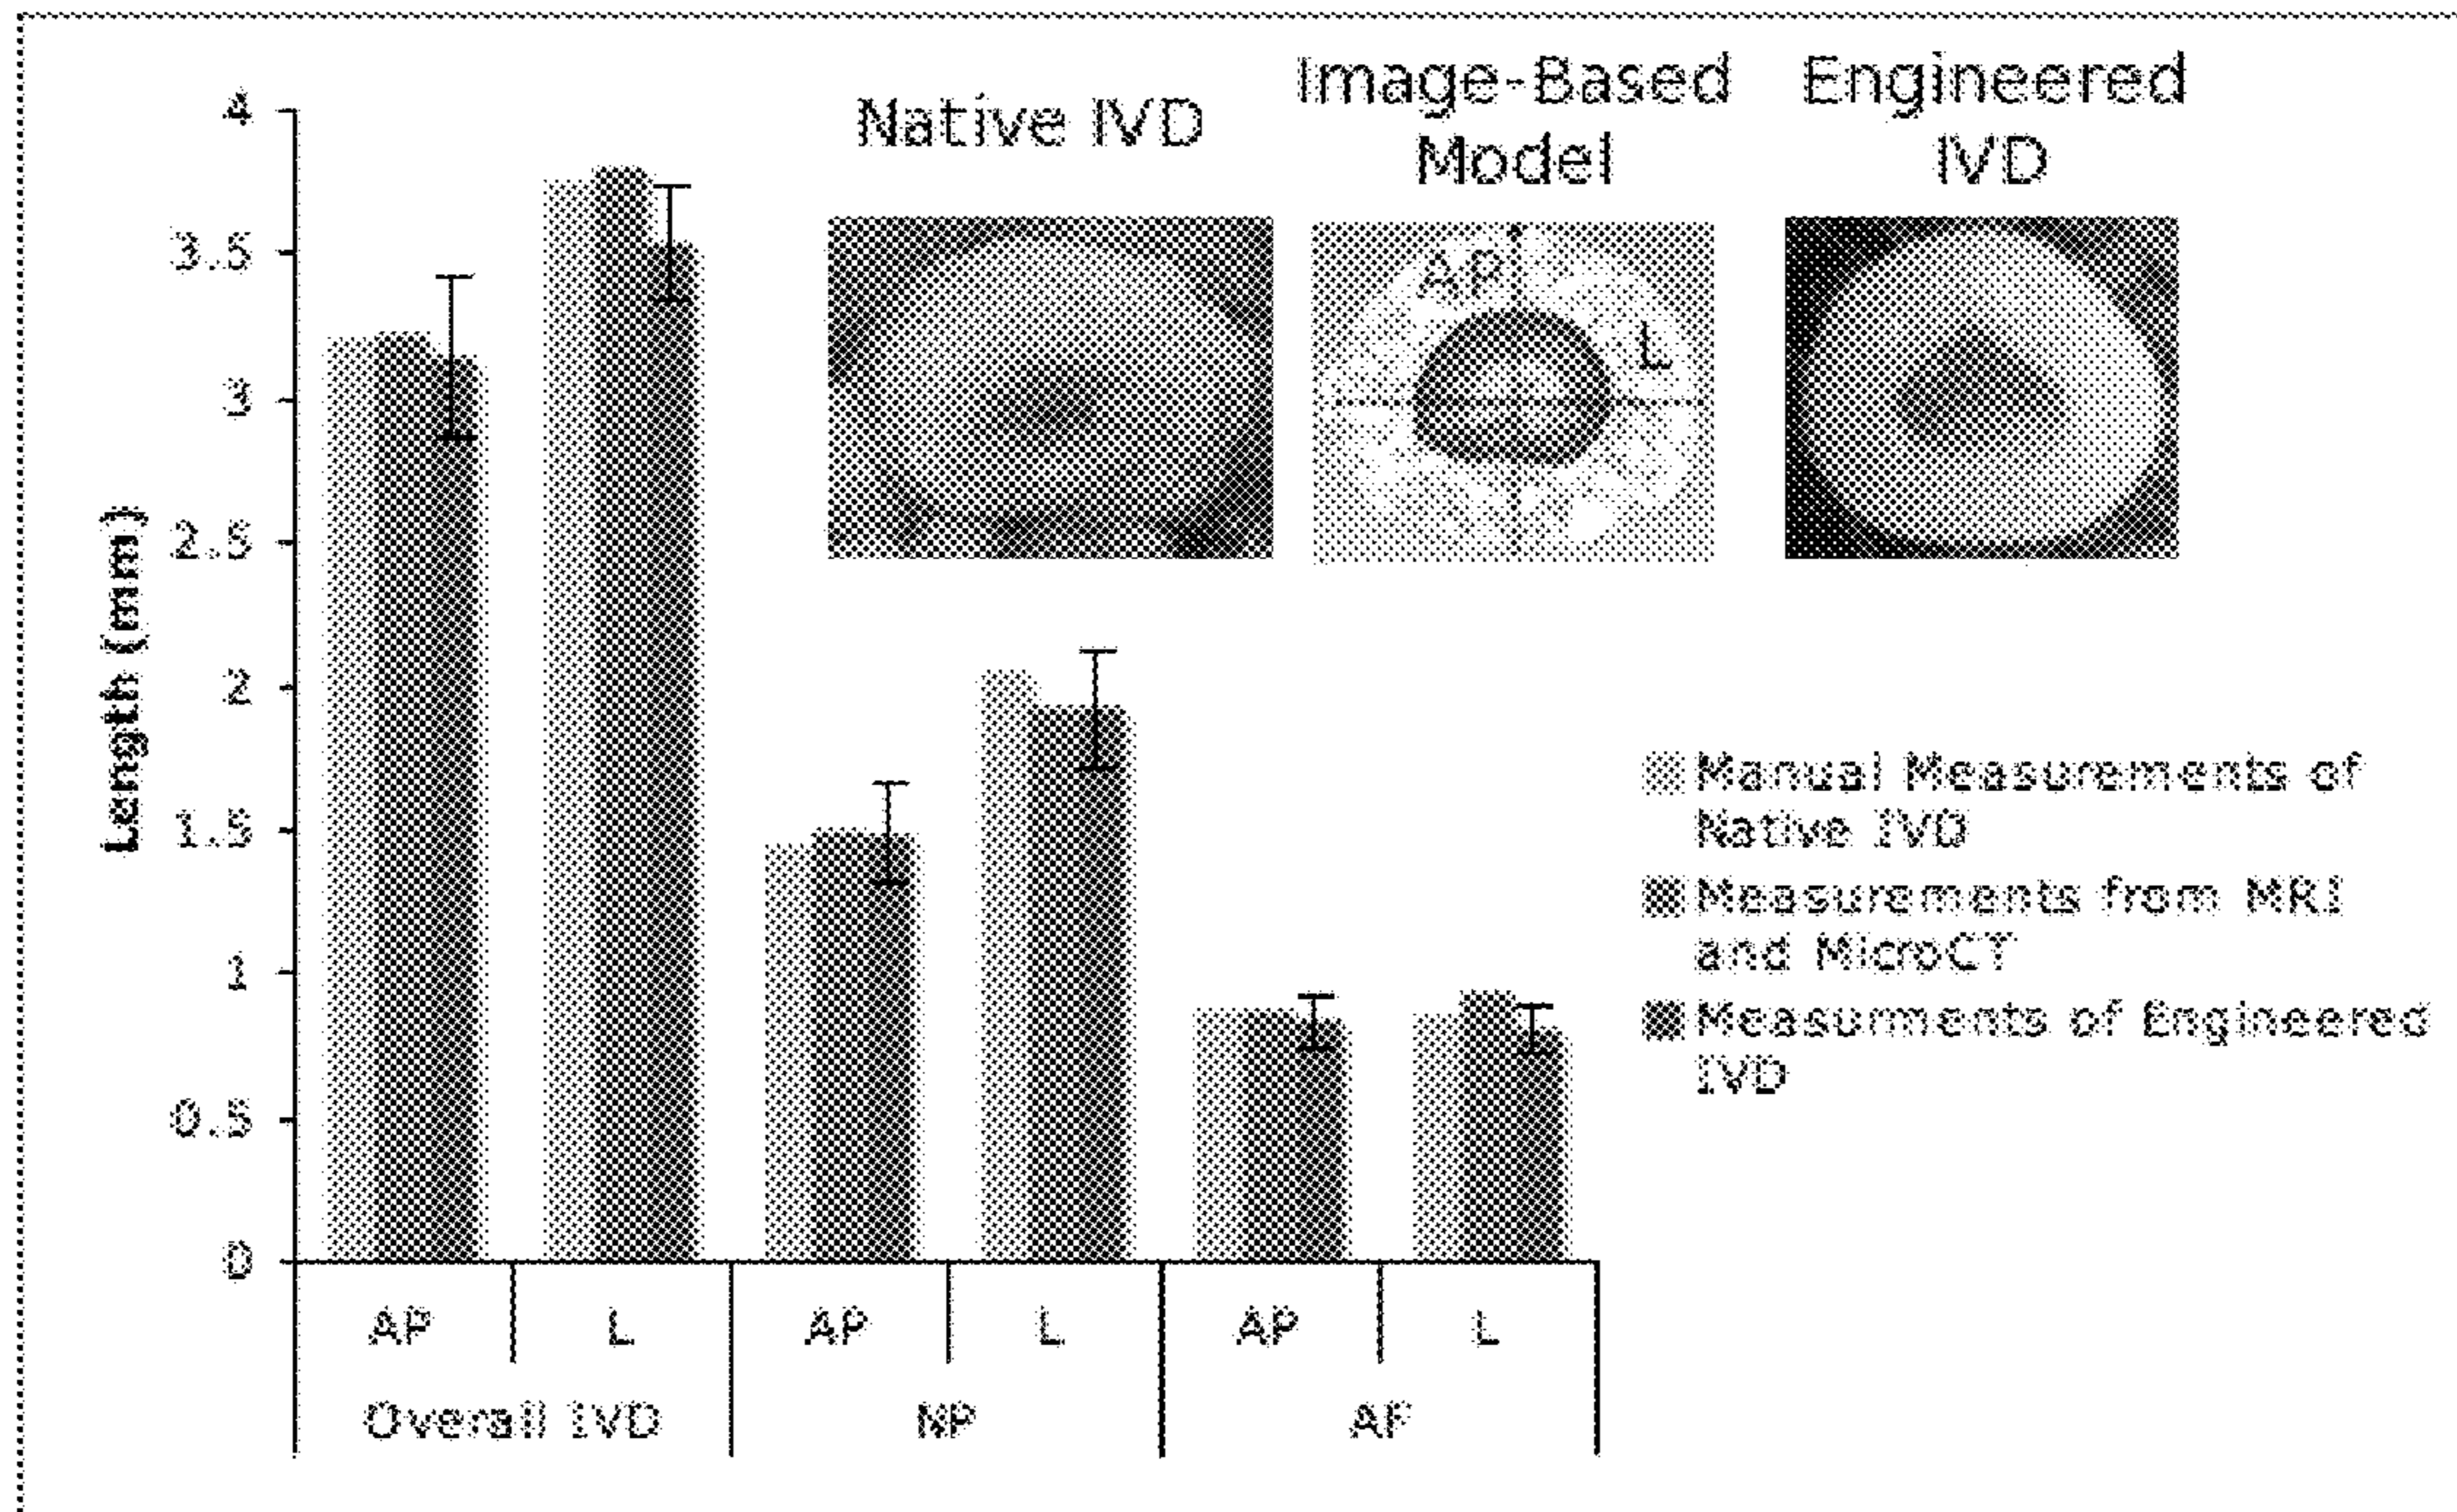 Native IVD
Image-Based
Model
Engineered
IVD
AP
L
4
3.5
3
2.5
2
1.5
1
0.5
0
Length (mm)
Manual Measurements of
Native IVD
Measurements from MRI
and MicroCT
Measurments of Engineered
IVD
AP L AP L AP L
Overall IVD NP AF